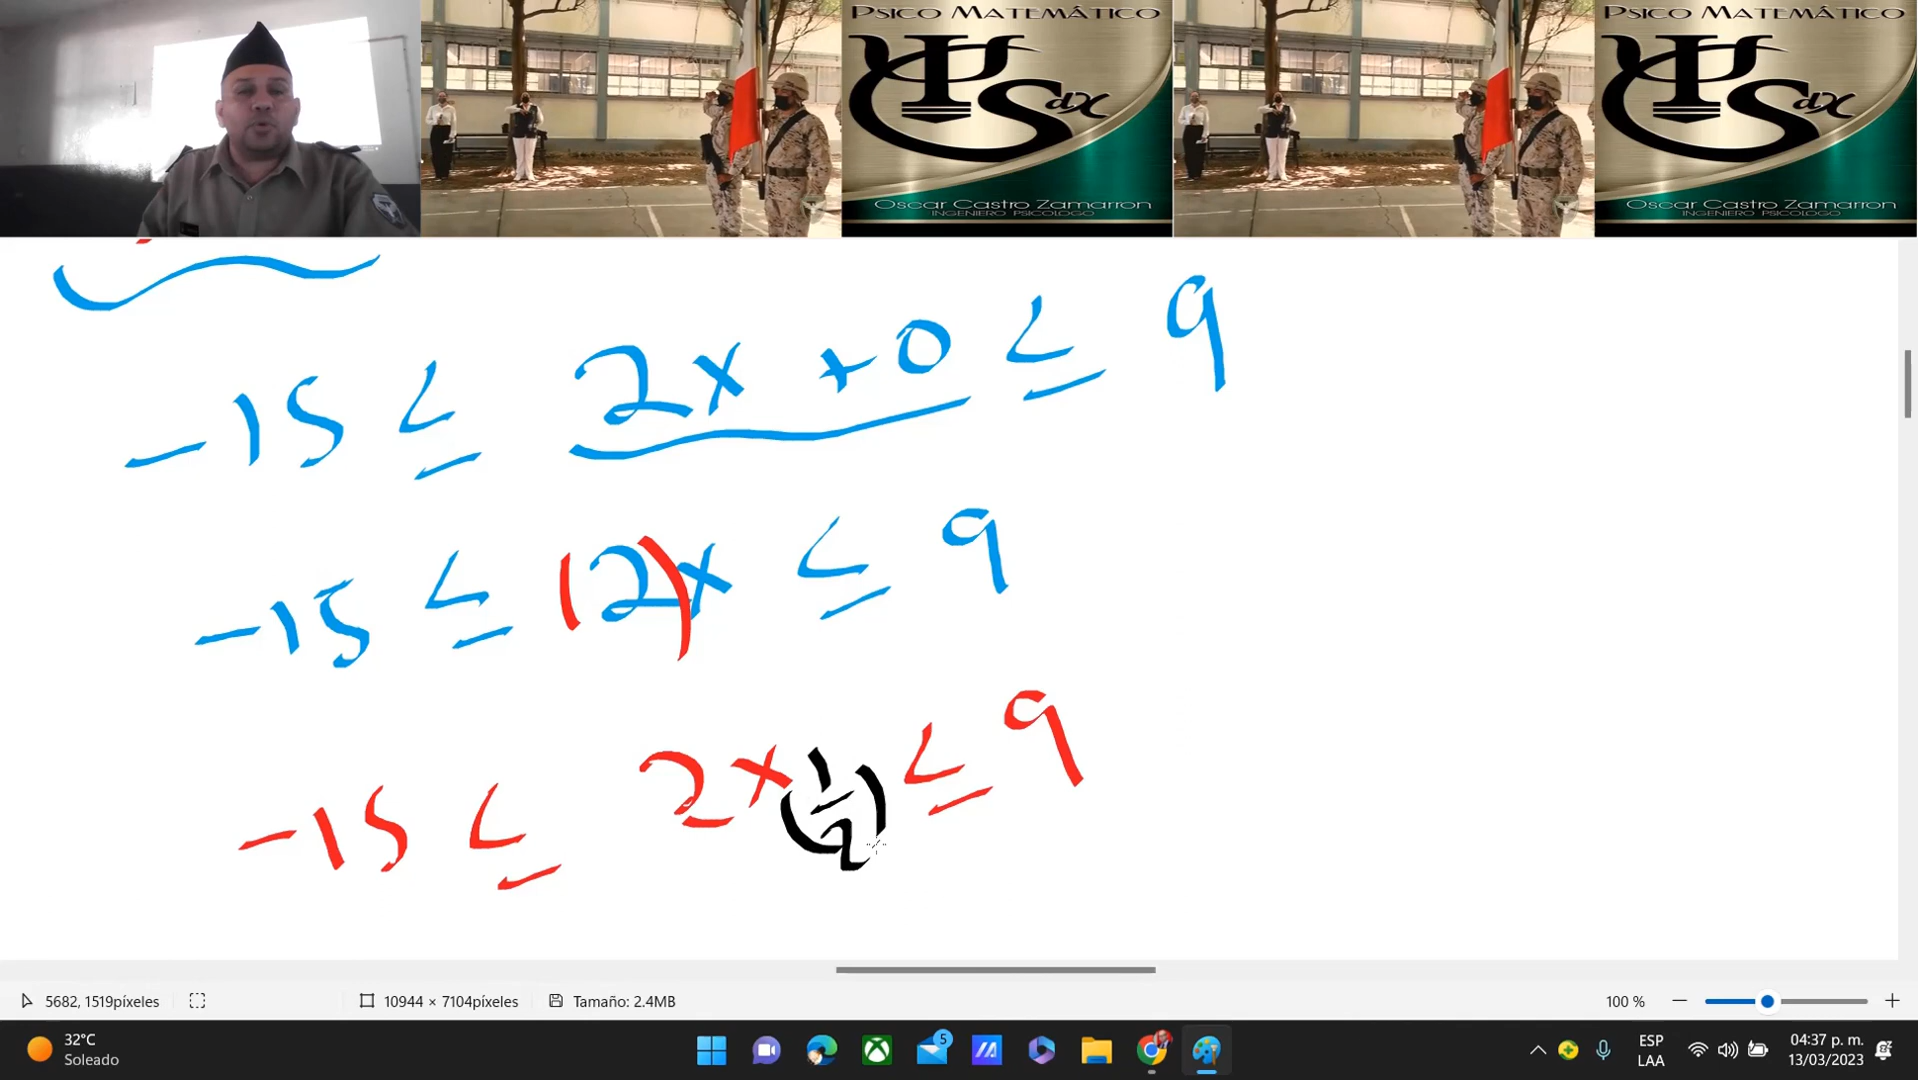 PSICO MATEMÁTICO
dx
OSCAR CASTRO ZAMARRON
INGENIERO PSICOLOGO
PSICO MATEMÁTICO
dx
OSCAR CASTRO ZAMARRON
INGENIERO PSICOLOGO
-15 ≤ 2x +0 ≤ 9
-15 ≤ (2)x ≤ 9
-15 ≤ 2x(1/2) ≤ 9
5682, 1519píxeles
10944 × 7104píxeles
Tamaño: 2.4MB
100 %
32°C
Soleado
5
ESP
LAA
04:37 p. m.
13/03/2023